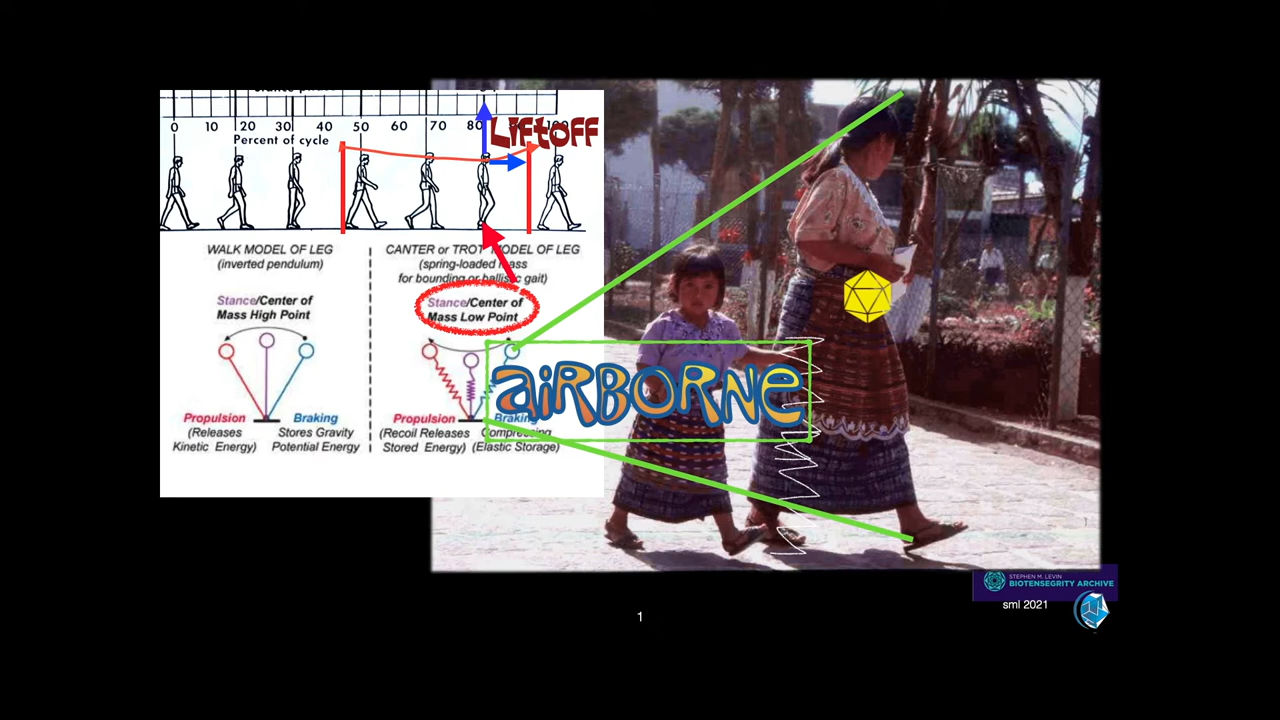 0 10 20 30 40 50 60 70 80 100
Percent of cycle
Liftoff
WALK MODEL OF LEG
(inverted pendulum)
Stance/Center of
Mass High Point
Propulsion
(Releases
Kinetic Energy)
Braking
Stores Gravity
Potential Energy
CANTER or TROT MODEL OF LEG
(spring-loaded mass
for bounding or ballistic gait)
Stance/Center of
Mass Low Point
Propulsion
(Recoil Releases
Stored Energy)
Braking
Compressing
(Elastic Storage)
aiRBORNe
STEPHEN M. LEVIN
BIOTENSEGRITY ARCHIVE
sml 2021
1